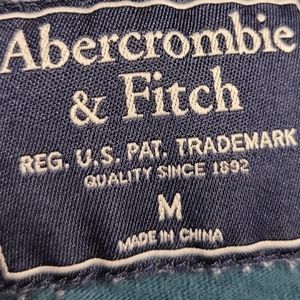 Abercrombie
& Fitch
REG. U.S. PAT. TRADEMARK
QUALITY SINCE 1892
M
MADE IN CHINA